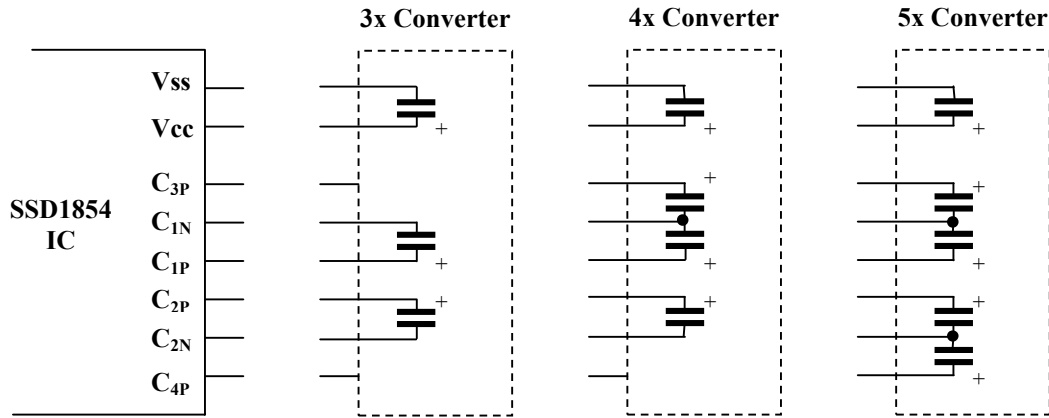 3x Converter
4x Converter
5x Converter
SSD1854
IC
Vss
Vcc
C3P
C1N
C1P
C2P
C2N
C4P
+
+
+
+
+
+
+
+
+
+
+
+